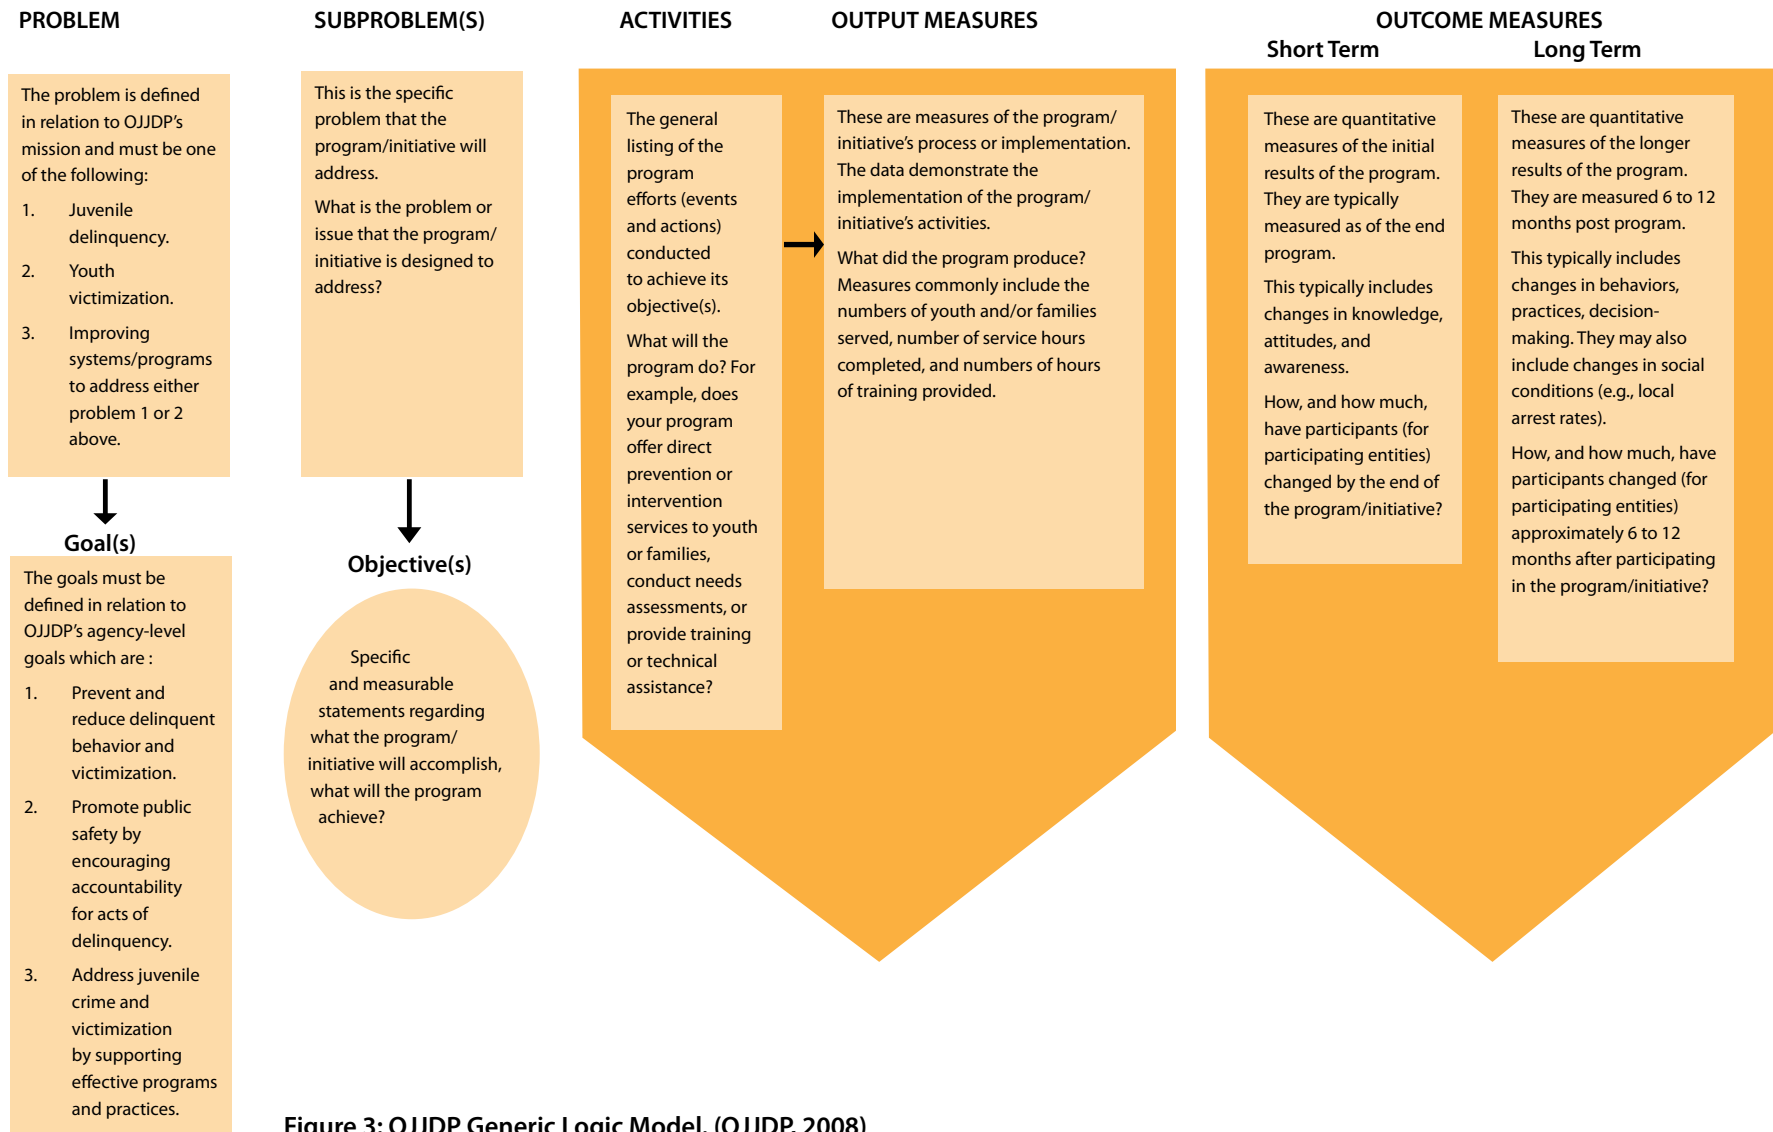 PROBLEM
The problem is defined
in relation to OJJDP's
mission and must be one
of the following:
1. Juvenile
delinquency.
2. Youth
victimization.
3. Improving
systems/programs
to address either
problem 1 or 2
above.
Goal(s)
The goals must be
defined in relation to
OJJDP's agency-level
goals which are :
1. Prevent and
reduce delinquent
behavior and
victimization.
2. Promote public
safety by
encouraging
accountability
for acts of
delinquency.
3. Address juvenile
crime and
victimization
by supporting
effective programs
and practices.
SUBPROBLEM(S)
This is the specific
problem that the
program/initiative will
address.
What is the problem or
issue that the program/
initiative is designed to
address?
Objective(s)
Specific
and measurable
statements regarding
what the program/
initiative will accomplish,
what will the program
achieve?
ACTIVITIES
The general
listing of the
program
efforts (events
and actions)
conducted
to achieve its
objective(s).
What will the
program do? For
example, does
your program
offer direct
prevention or
intervention
services to youth
or families,
conduct needs
assessments, or
provide training
or technical
assistance?
OUTPUT MEASURES
These are measures of the program/
initiative's process or implementation.
The data demonstrate the
implementation of the program/
initiative's activities.
What did the program produce?
Measures commonly include the
numbers of youth and/or families
served, number of service hours
completed, and numbers of hours
of training provided.
OUTCOME MEASURES
Short Term
These are quantitative
measures of the initial
results of the program.
They are typically
measured as of the end
program.
This typically includes
changes in knowledge,
attitudes, and
awareness.
How, and how much,
have participants (for
participating entities)
changed by the end of
the program/initiative?
Long Term
These are quantitative
measures of the longer
results of the program.
They are measured 6 to 12
months post program.
This typically includes
changes in behaviors,
practices, decision-
making. They may also
include changes in social
conditions (e.g., local
arrest rates).
How, and how much, have
participants changed (for
participating entities)
approximately 6 to 12
months after participating
in the program/initiative?
Figure 3: OJJDP Generic Logic Model. (OJJDP, 2008)